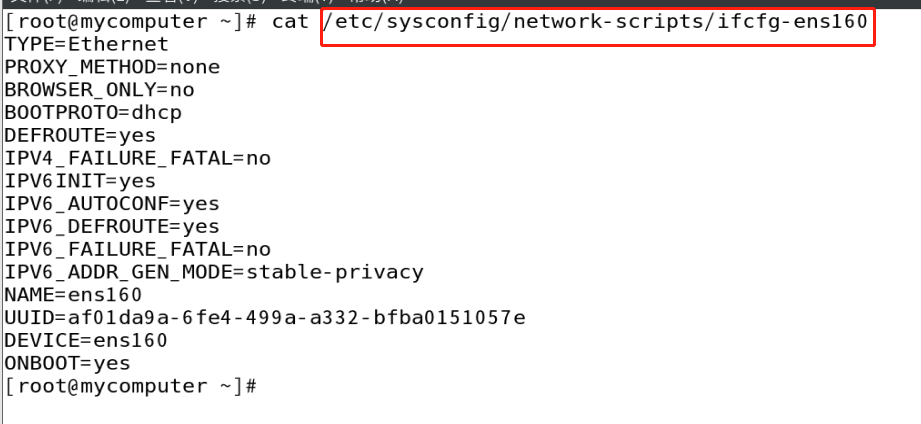 [root@mycomputer ~]# cat /etc/sysconfig/network-scripts/ifcfg-ens160
TYPE=Ethernet
PROXY_METHOD=none
BROWSER_ONLY=no
BOOTPROTO=dhcp
DEFROUTE=yes
IPV4_FAILURE_FATAL=no
IPV6INIT=yes
IPV6_AUTOCONF=yes
IPV6_DEFROUTE=yes
IPV6_FAILURE_FATAL=no
IPV6_ADDR_GEN_MODE=stable-privacy
NAME=ens160
UUID=af01da9a-6fe4-499a-a332-bfba0151057e
DEVICE=ens160
ONBOOT=yes
[root@mycomputer ~]#